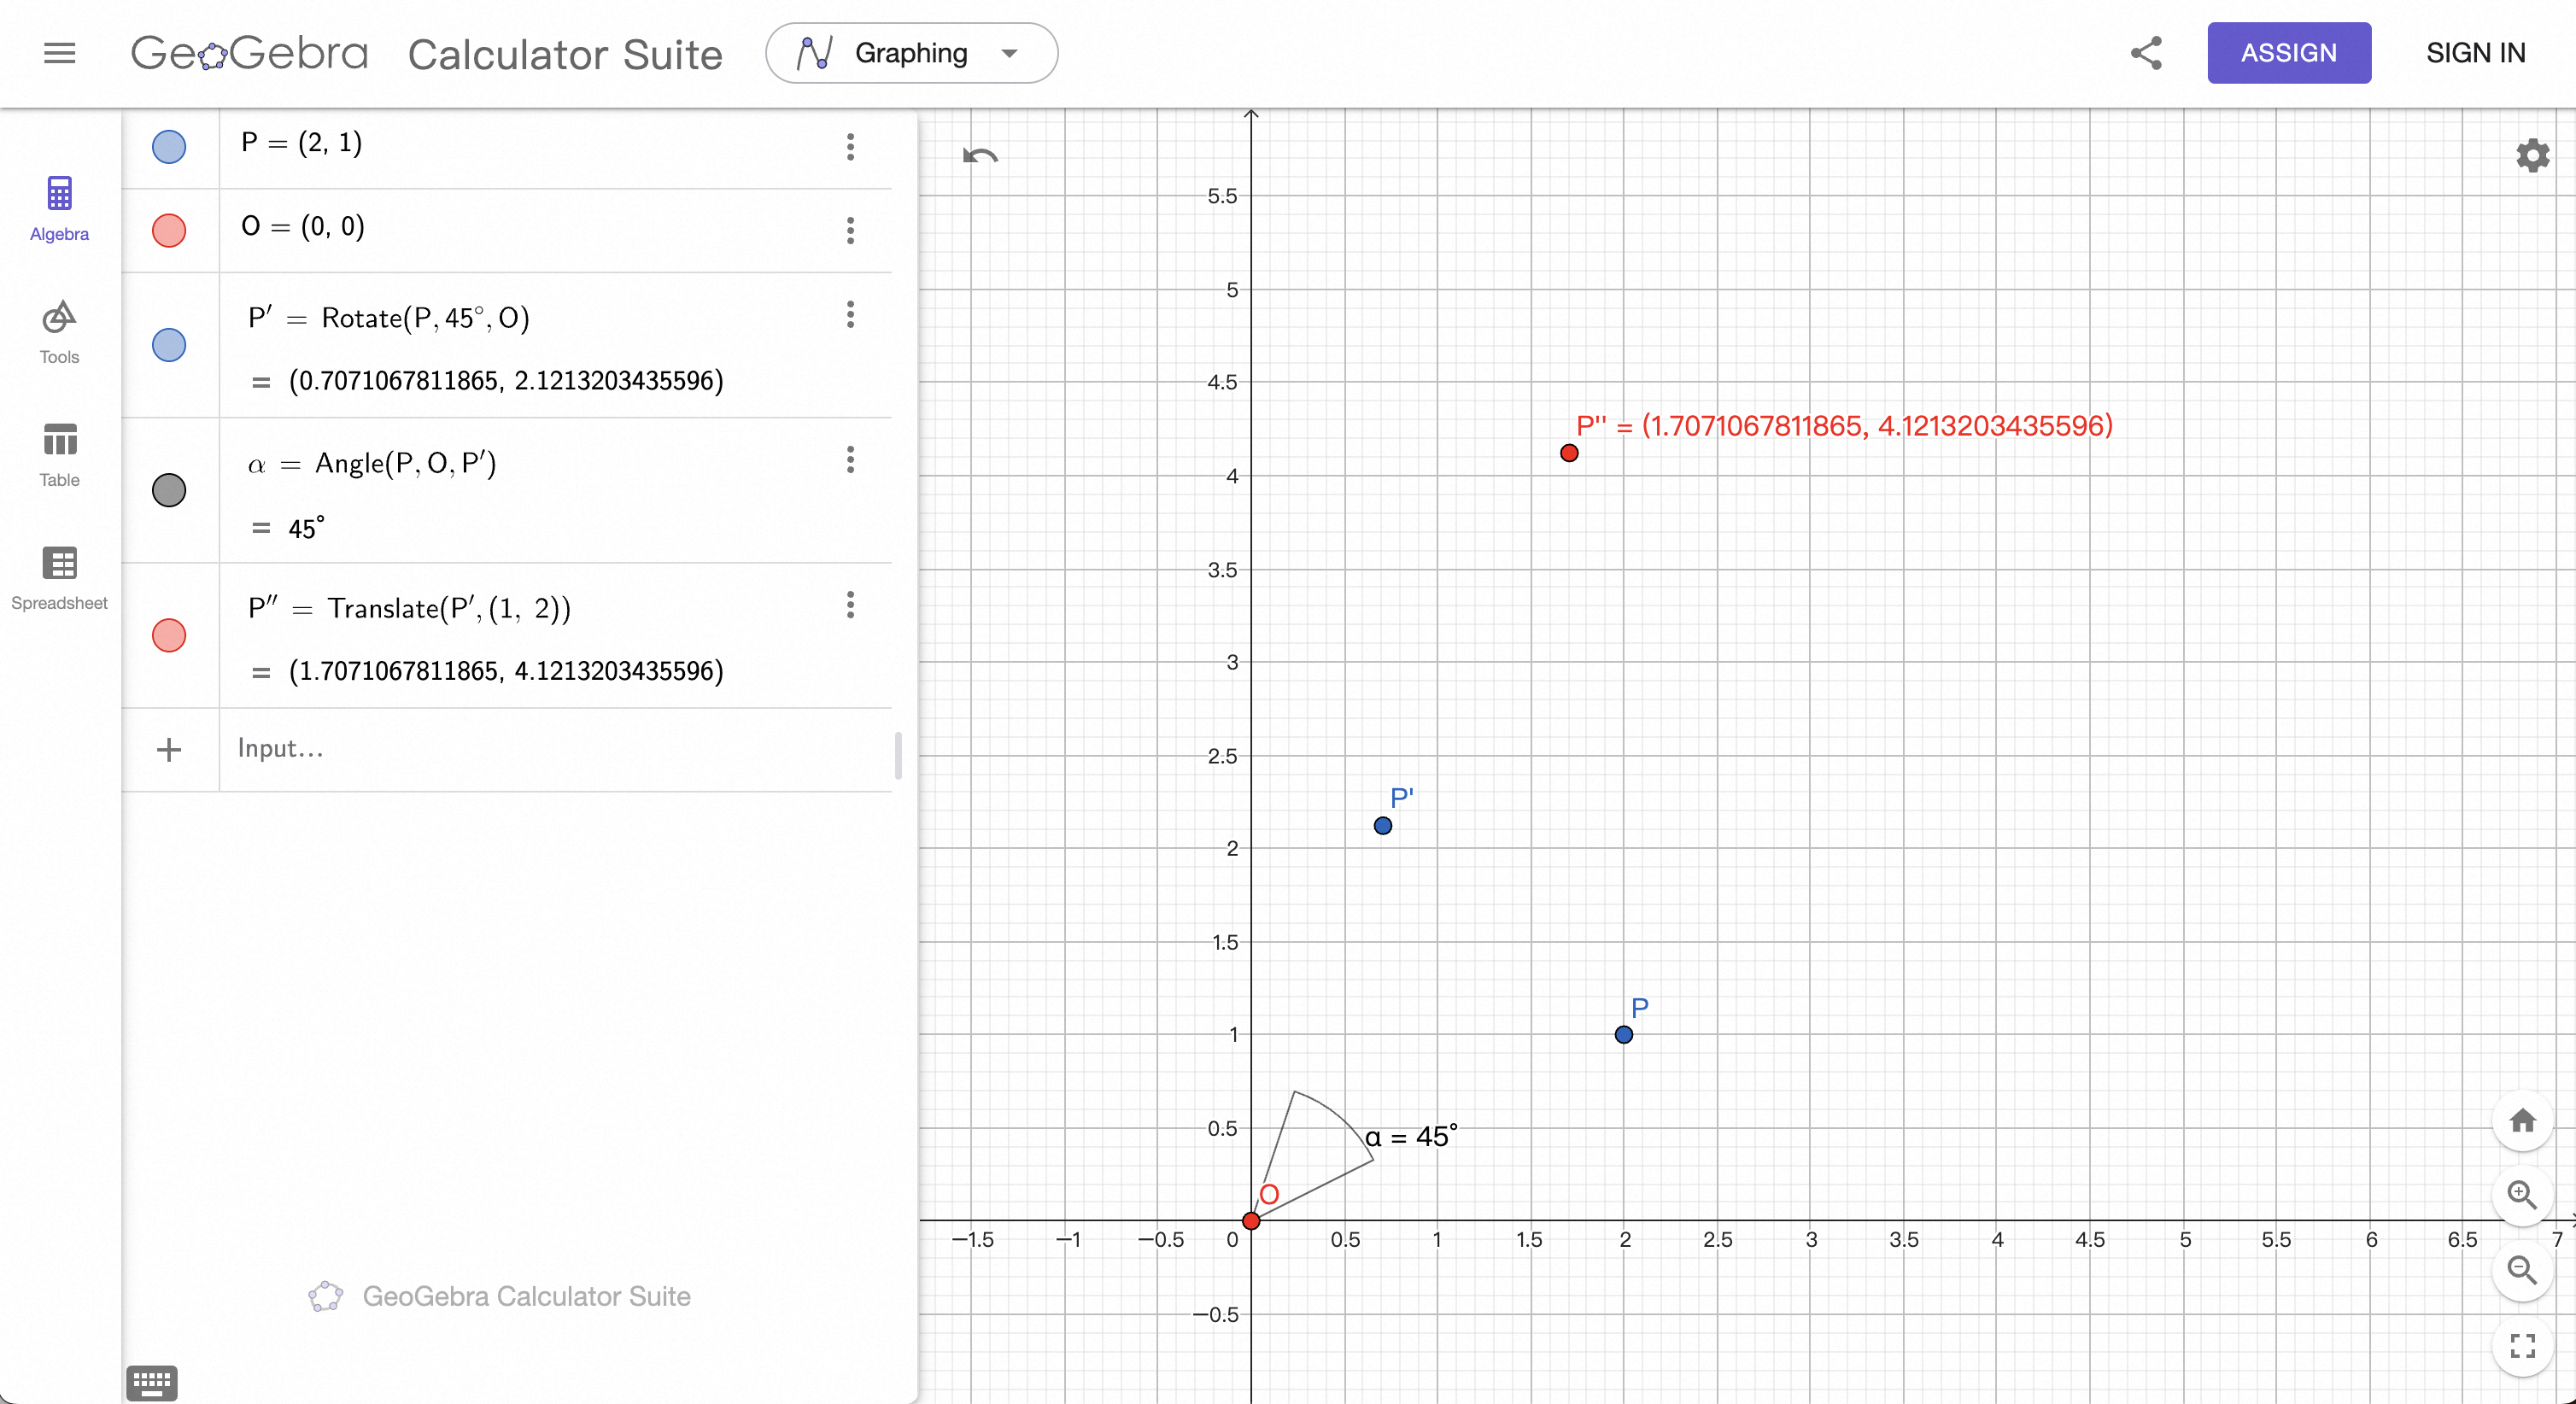 GeoGebra Calculator Suite Graphing ASSIGN SIGN IN
Algebra
Tools
Table
Spreadsheet
P = (2, 1)
O = (0, 0)
P′ = Rotate(P, 45°, O)
= (0.7071067811865, 2.1213203435596)
α = Angle(P, O, P′)
= 45°
P″ = Translate(P′, (1, 2))
= (1.7071067811865, 4.1213203435596)
+ Input...
GeoGebra Calculator Suite
5.5
5
4.5
P'' = (1.7071067811865, 4.1213203435596)
4
3.5
3
2.5
P'
2
1.5
P
1
0.5
α = 45°
O
−1.5 −1 −0.5 0 0.5 1 1.5 2 2.5 3 3.5 4 4.5 5 5.5 6 6.5 7
−0.5